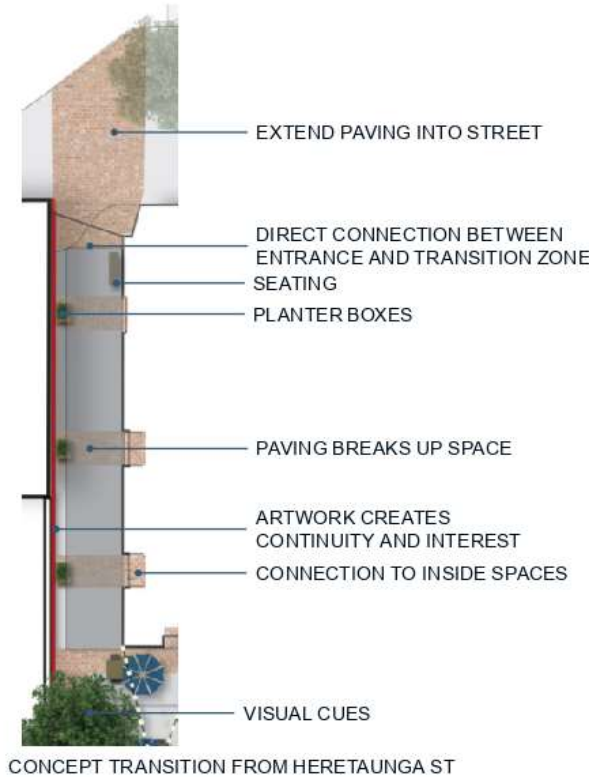 EXTEND PAVING INTO STREET
DIRECT CONNECTION BETWEEN
ENTRANCE AND TRANSITION ZONE
SEATING
PLANTER BOXES
PAVING BREAKS UP SPACE
ARTWORK CREATES
CONTINUITY AND INTEREST
CONNECTION TO INSIDE SPACES
VISUAL CUES
CONCEPT TRANSITION FROM HERETAUNGA ST